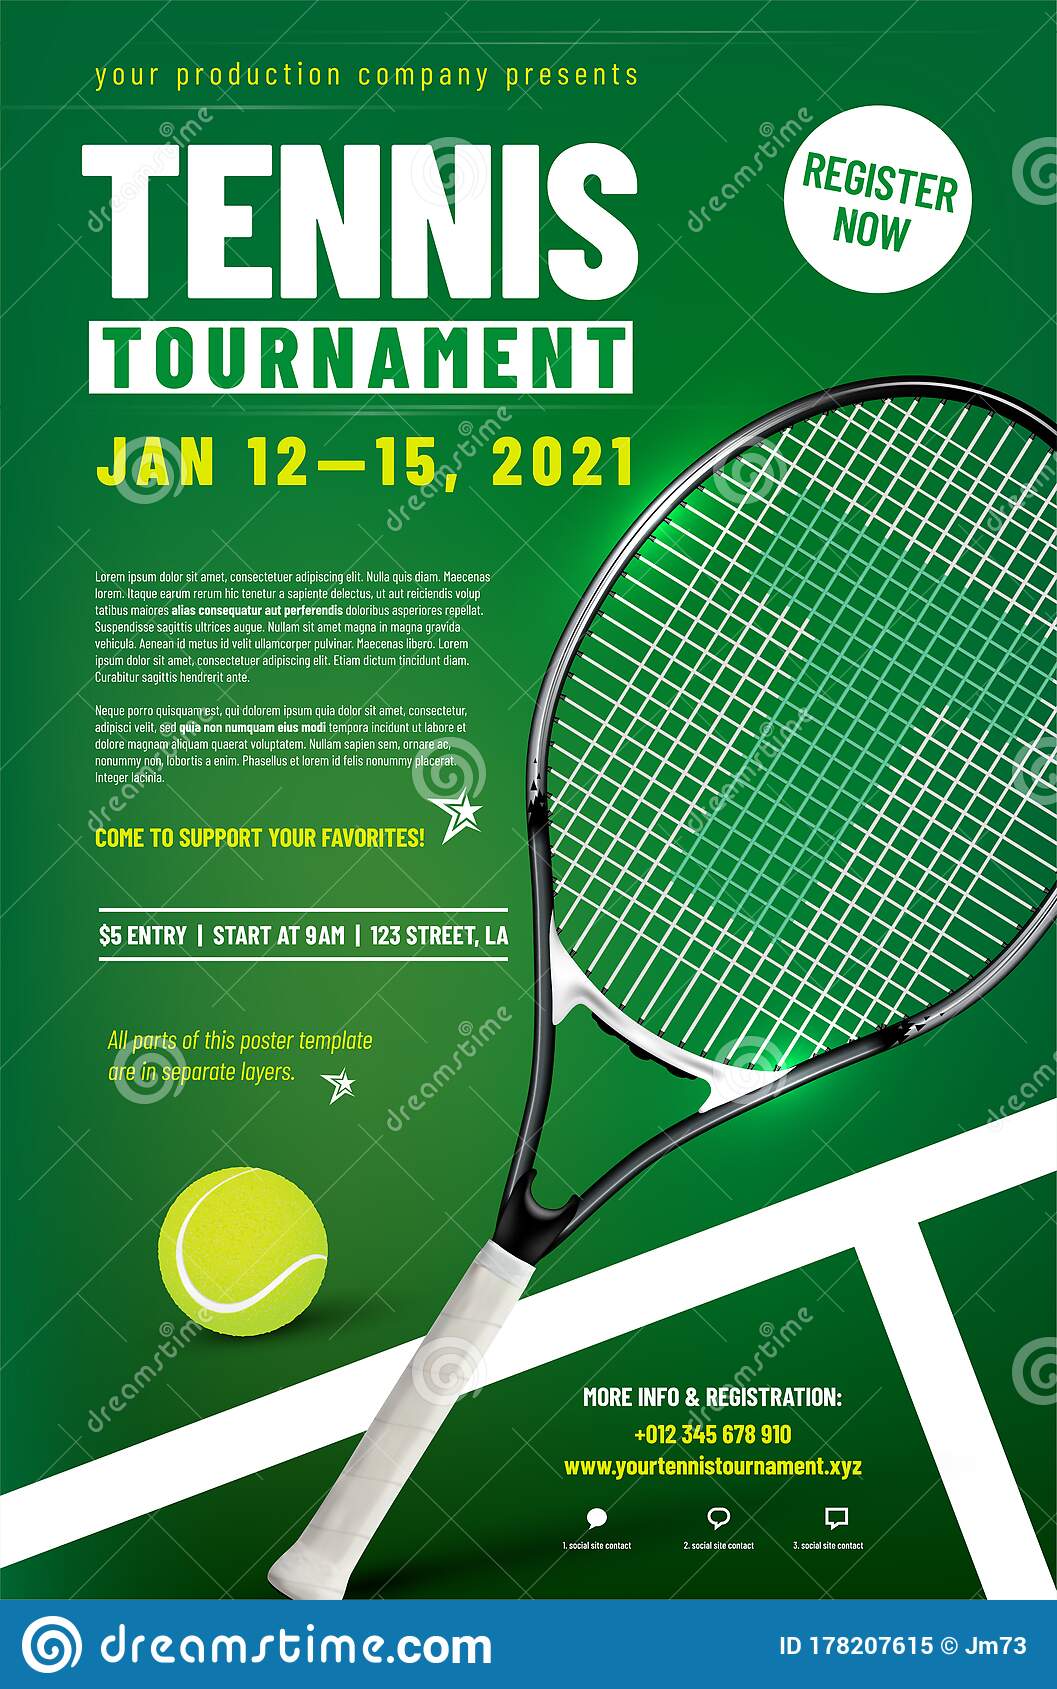 your production company presents
TENNIS
TOURNAMENT
JAN 12—15, 2021
REGISTER
NOW
Lorem ipsum dolor sit amet, consectetuer adipiscing elit. Nulla quis diam. Maecenas
lorem. Itaque earum rerum hic tenetur a sapiente delectus, ut aut reiciendis volup
tatibus maiores alias consequatur aut perferendis doloribus asperiores repellat.
Suspendisse sagittis ultrices augue. Nullam sit amet magna in magna gravida
vehicula. Aenean id metus id velit ullamcorper pulvinar. Maecenas libero. Lorem
ipsum dolor sit amet, consectetuer adipiscing elit. Etiam dictum tincidunt diam.
Curabitur sagittis hendrerit ante.
Neque porro quisquam est, qui dolorem ipsum quia dolor sit amet, consectetur,
adipisci velit, sed quia non numquam eius modi tempora incidunt ut labore et
dolore magnam aliquam quaerat voluptatem. Nullam sapien sem, ornare ac,
nonummy non, lobortis a enim. Phasellus et lorem id felis nonummy placerat.
Integer lacinia.
COME TO SUPPORT YOUR FAVORITES!
$5 ENTRY | START AT 9AM | 123 STREET, LA
All parts of this poster template
are in separate layers.
MORE INFO & REGISTRATION:
+012 345 678 910
www.yourtennistournament.xyz
1. social site contact 2. social site contact 3. social site contact
dreamstime.com ID 178207615 © Jm73